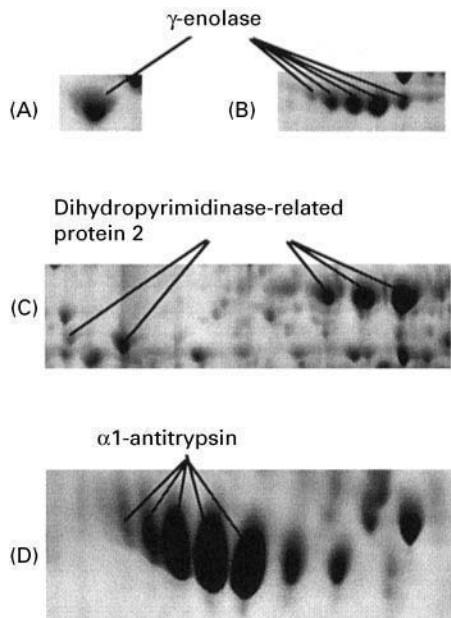 γ-enolase
(A)
(B)
Dihydropyrimidinase-related
protein 2
(C)
α1-antitrypsin
(D)